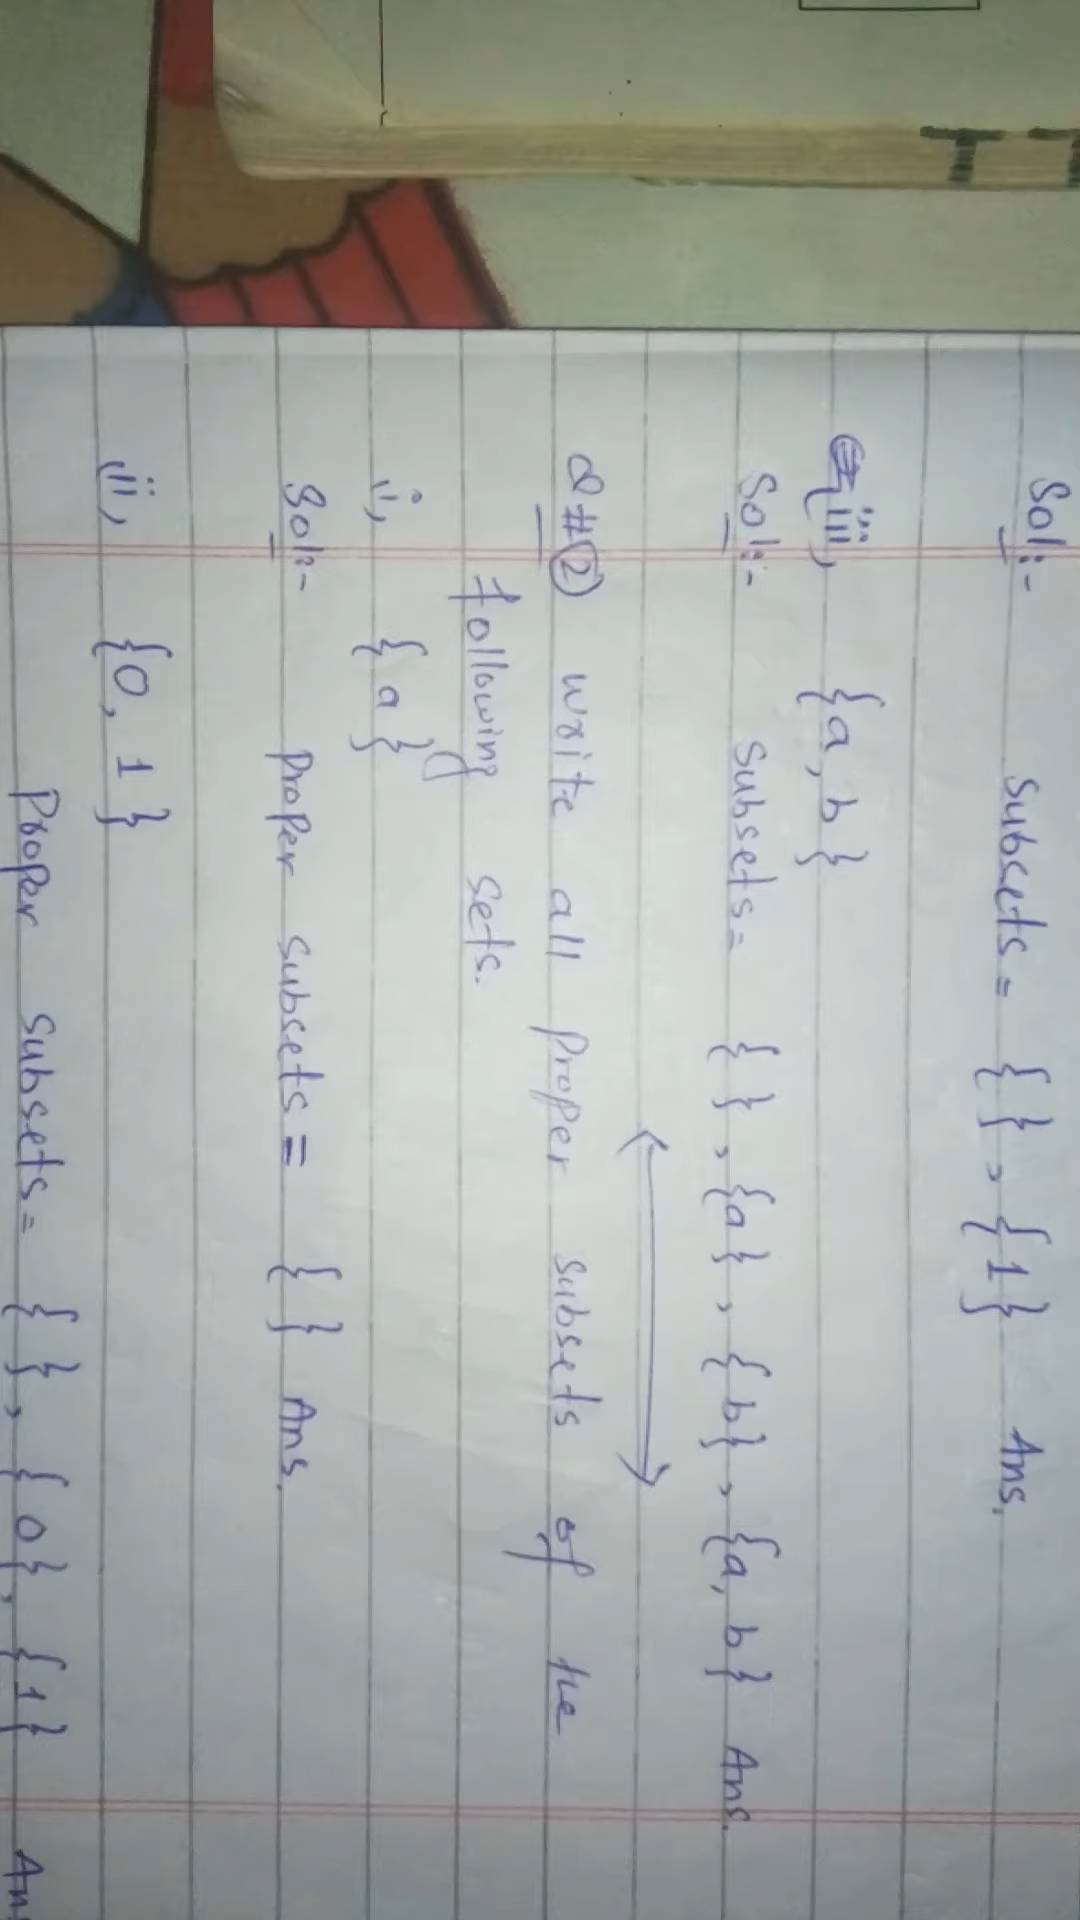 Sol:-
Subsets = { } , {1} Ans.
iii, {a, b}
Sol:- Subsets = { } , {a} , {b} , {a, b} Ans.
Q#2 write all proper subsets of the
following sets.
i, {a}
Sol:- Proper subsets = { } Ans.
ii, {0, 1}
Proper subsets = { } , {0} , {1} Ans